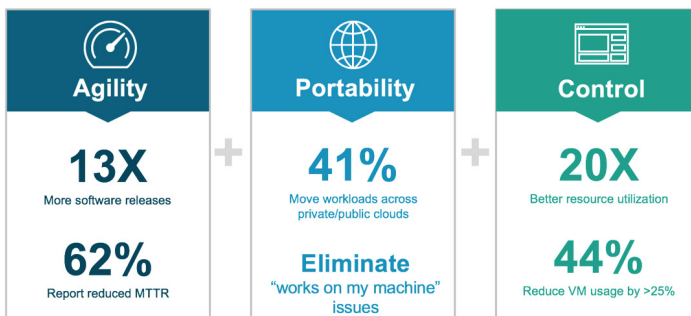 Agility
13X
More software releases
62%
Report reduced MTTR
+
Portability
41%
Move workloads across
private/public clouds
Eliminate
“works on my machine”
issues
+
Control
20X
Better resource utilization
44%
Reduce VM usage by >25%